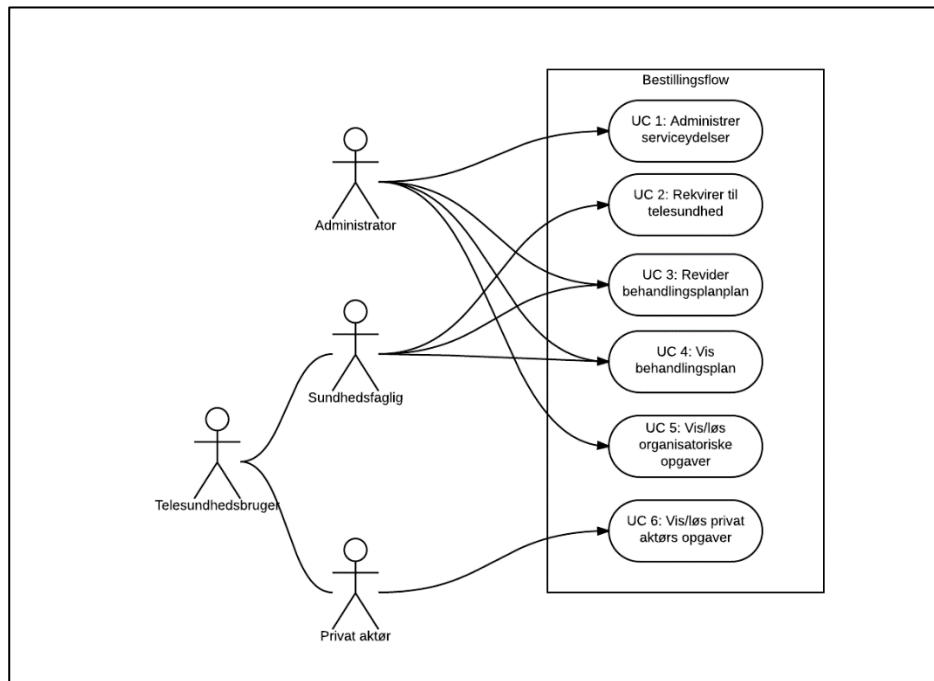 Bestillingsflow
UC 1: Administrer
serviceydelser
UC 2: Rekvirer til
telesundhed
UC 3: Revider
behandlingsplanplan
UC 4: Vis
behandlingsplan
UC 5: Vis/løs
organisatoriske
opgaver
UC 6: Vis/løs privat
aktørs opgaver
Administrator
Sundhedsfaglig
Telesundhedsbruger
Privat aktør